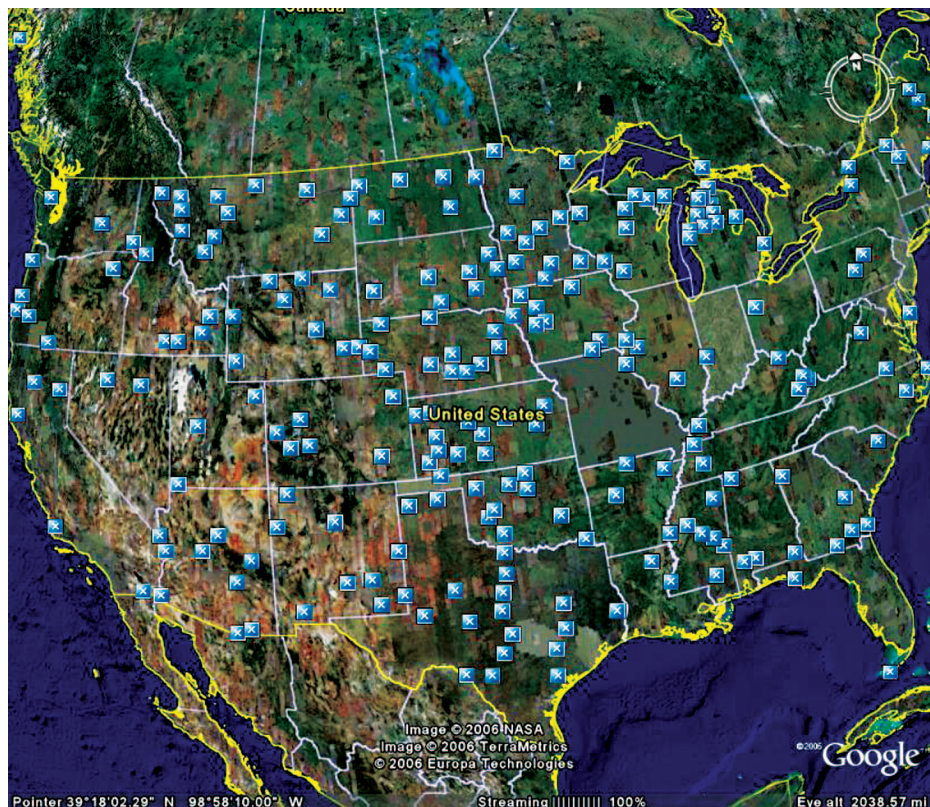 Canada
N
United States
Image © 2006 NASA
Image © 2006 TerraMetrics
© 2006 Europa Technologies
©2006 Google
Pointer 39°18'02.29" N 98°58'10.00" W Streaming |||||||||| 100% Eye alt 2038.57 mi